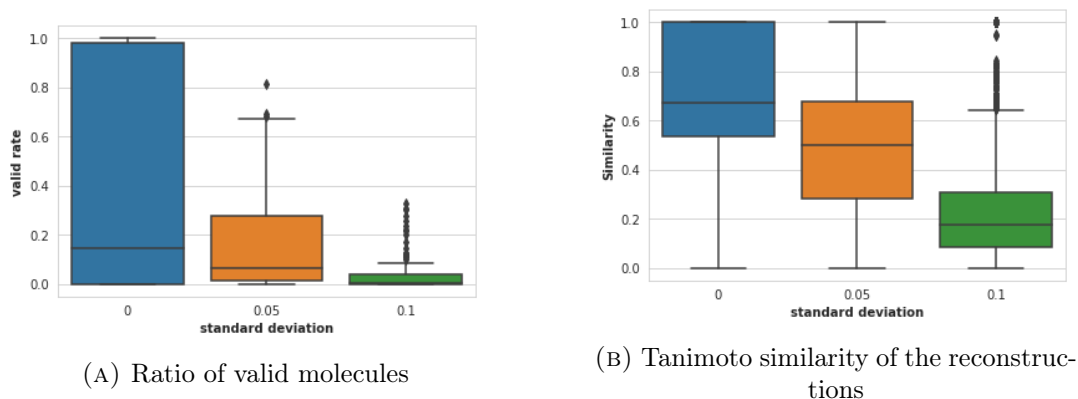 1.0
0.8
0.6
0.4
0.2
0.0
valid rate
0
0.05
0.1
standard deviation
(A) Ratio of valid molecules
1.0
0.8
0.6
0.4
0.2
0.0
Similarity
0
0.05
0.1
standard deviation
(B) Tanimoto similarity of the reconstruc-
tions